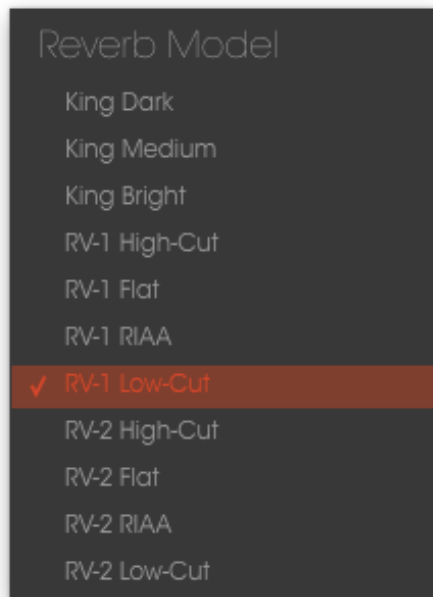 Reverb Model
King Dark
King Medium
King Bright
RV-1 High-Cut
RV-1 Flat
RV-1 RIAA
✓ RV-1 Low-Cut
RV-2 High-Cut
RV-2 Flat
RV-2 RIAA
RV-2 Low-Cut